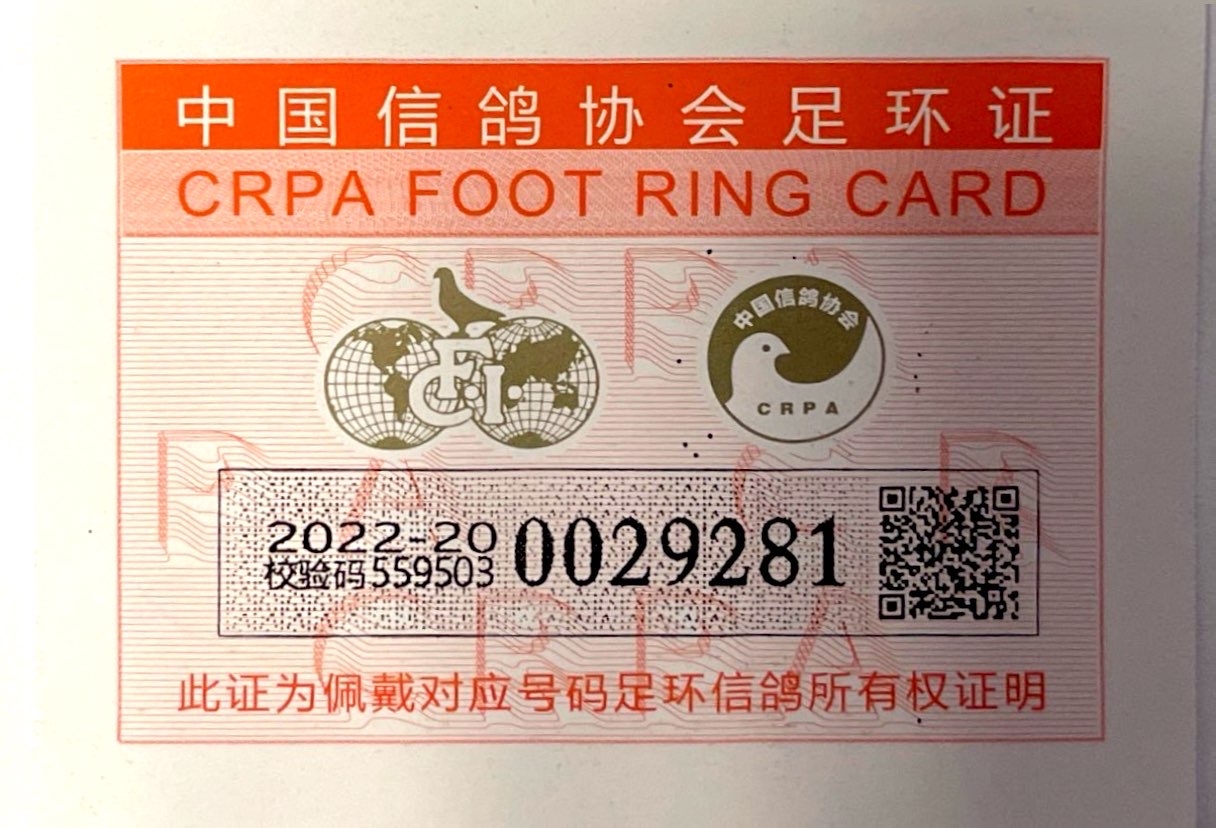 中国信鸽协会足环证
CRPA FOOT RING CARD
F.C.I.
中国信鸽协会
CRPA
2022-20 0029281
校验码559503
此证为佩戴对应号码足环信鸽所有权证明